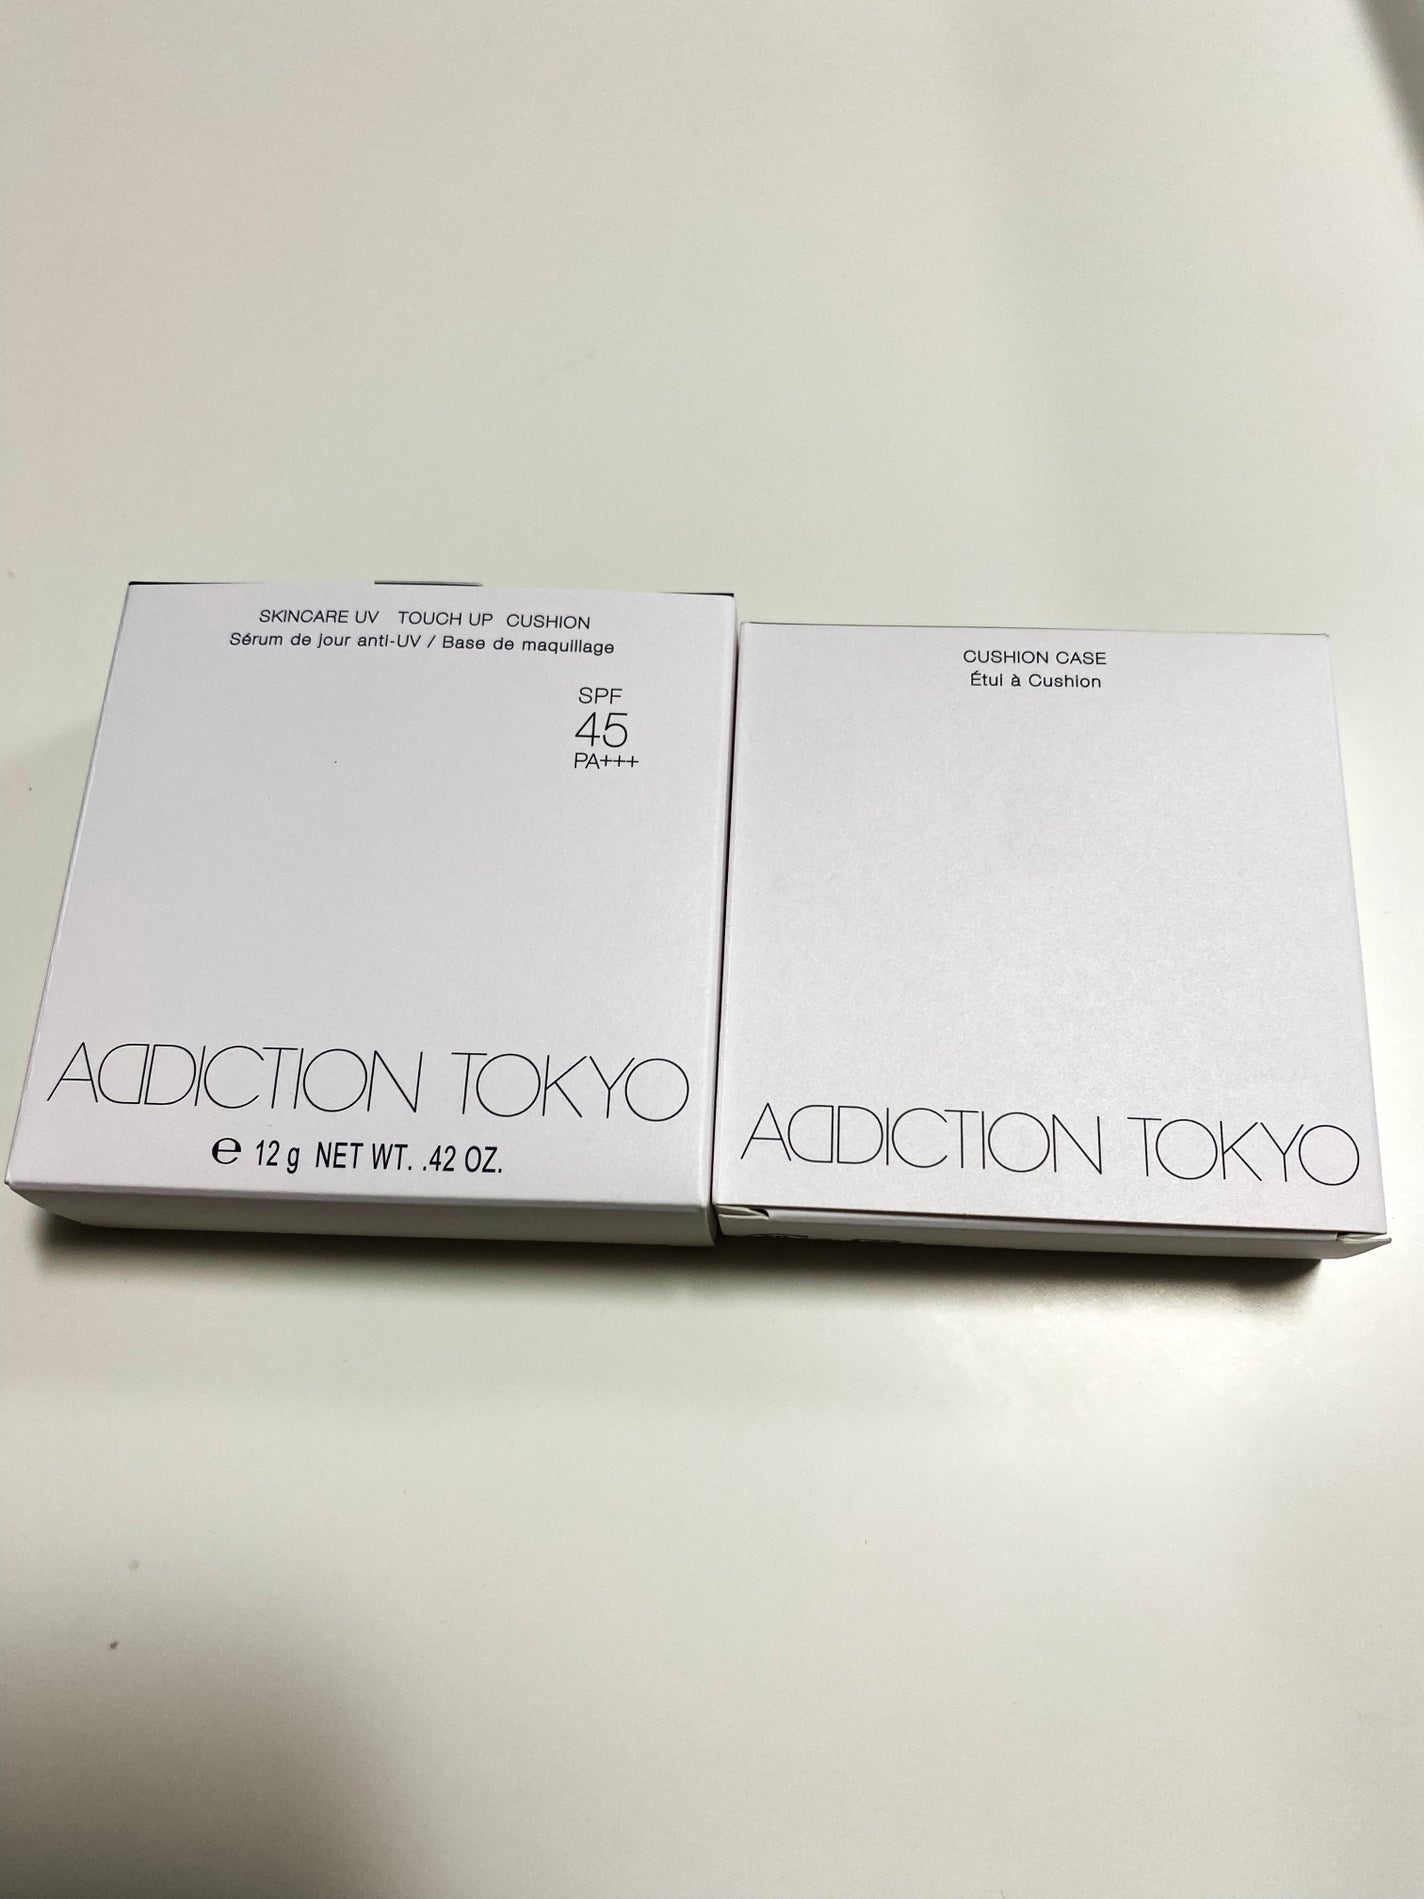 SKINCARE UV TOUCH UP CUSHION
Sérum de jour anti-UV / Base de maquillage
SPF
45
PA+++
ADDICTION TOKYO
℮ 12 g NET WT. .42 OZ.
CUSHION CASE
Étui à Cushion
ADDICTION TOKYO